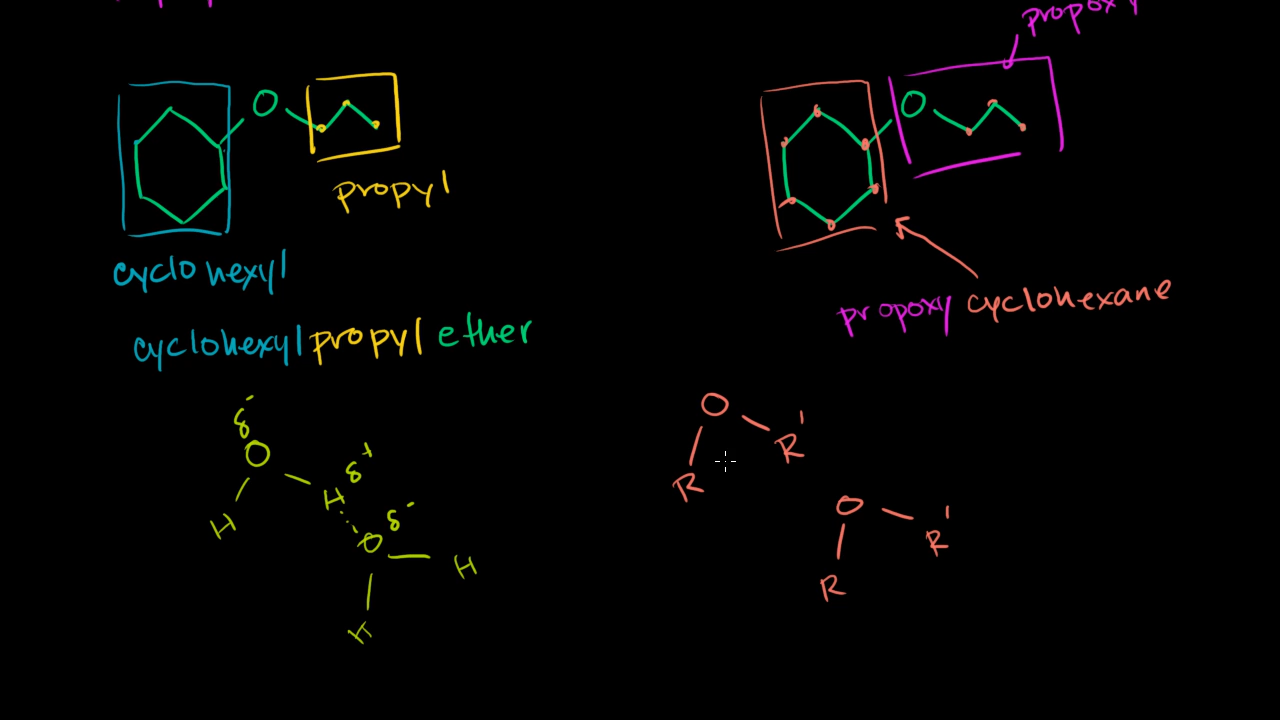 propoxy
O
O
propyl
cyclohexyl
propoxy cyclohexane
cyclohexyl propyl ether
δ-
O
R'
O
δ+
R
H
δ-
O
R'
H
O
H
R
H